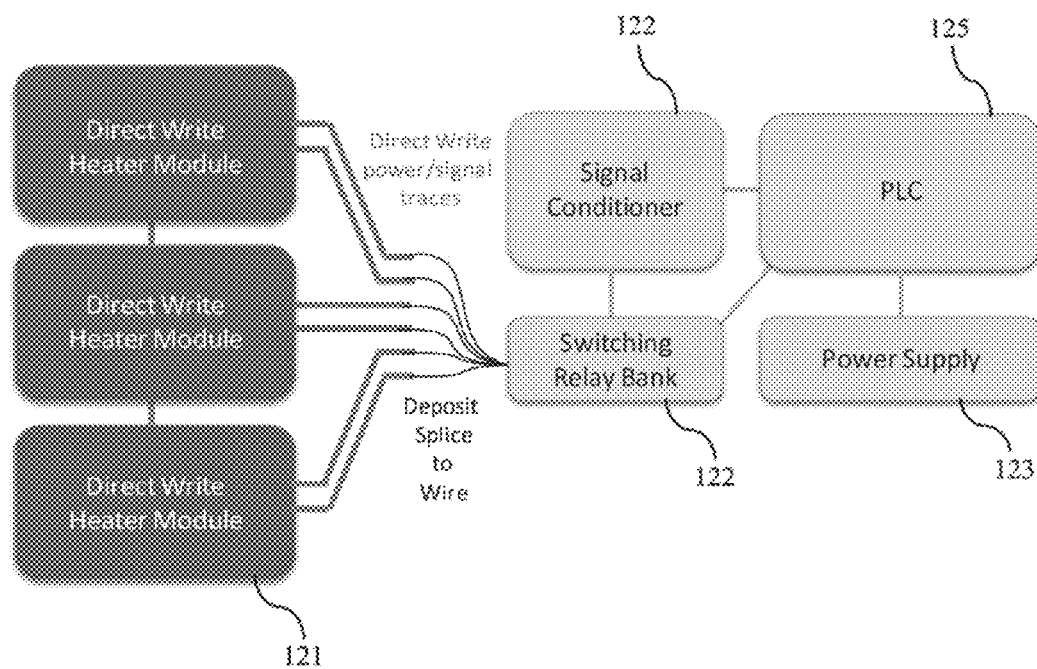 122
125
Direct Write
Heater Module
Direct Write
power/signal
traces
Signal
Conditioner
PLC
Direct Write
Heater Module
Switching
Relay Bank
Power Supply
Deposit
Splice
to
Wire
122
123
Direct Write
Heater Module
121